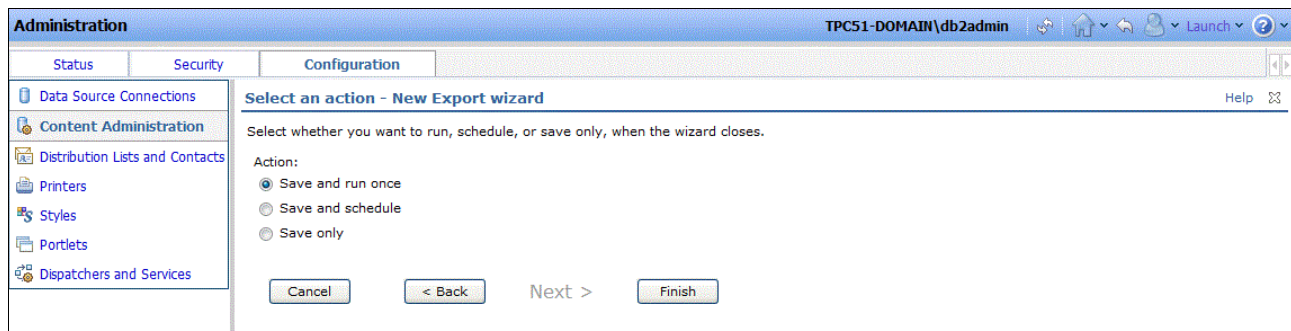 Administration TPC51-DOMAIN\db2admin Launch ?
Status Security Configuration
Data Source Connections
Select an action - New Export wizard Help
Content Administration
Select whether you want to run, schedule, or save only, when the wizard closes.
Distribution Lists and Contacts
Action:
Printers
Save and run once
Styles
Save and schedule
Portlets
Save only
Dispatchers and Services
Cancel < Back Next > Finish